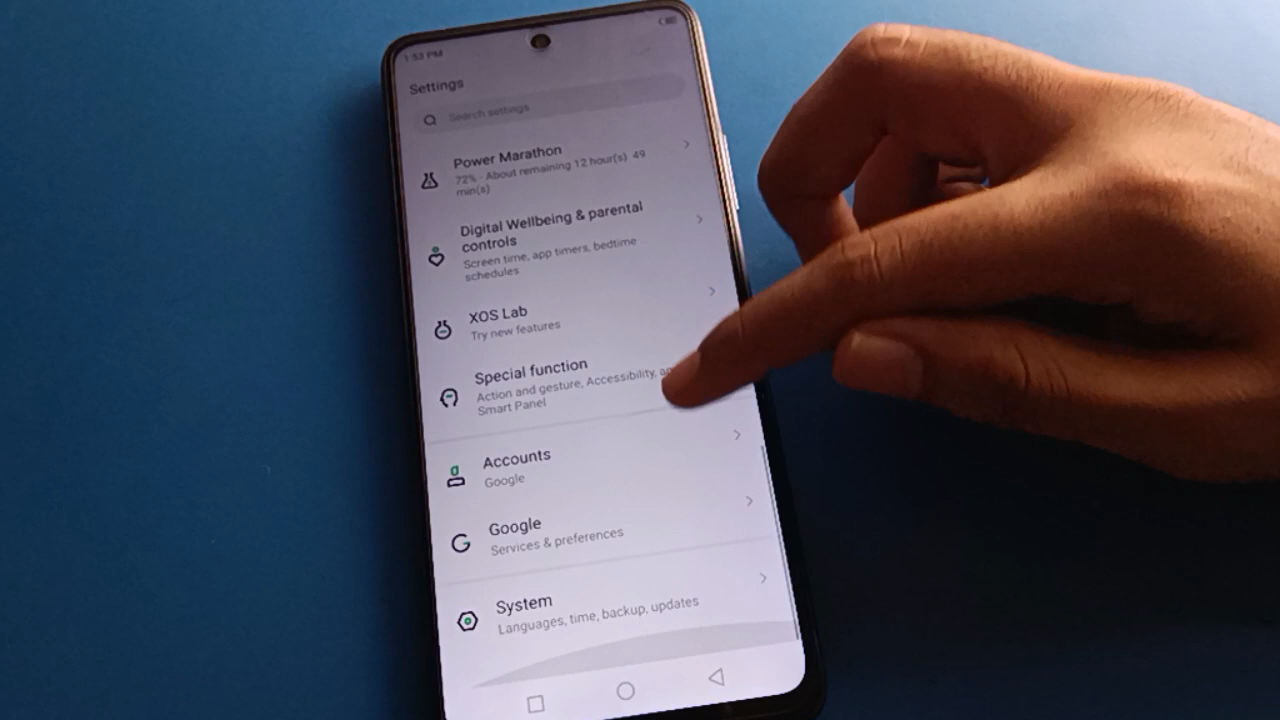 1:53 PM
Settings
Search settings
Power Marathon
72% - About remaining 12 hour(s) 49
min(s)
Digital Wellbeing & parental
controls
Screen time, app timers, bedtime
schedules
XOS Lab
Try new features
Special function
Action and gesture, Accessibility,
Smart Panel
Accounts
Google
Google
Services & preferences
System
Languages, time, backup, updates